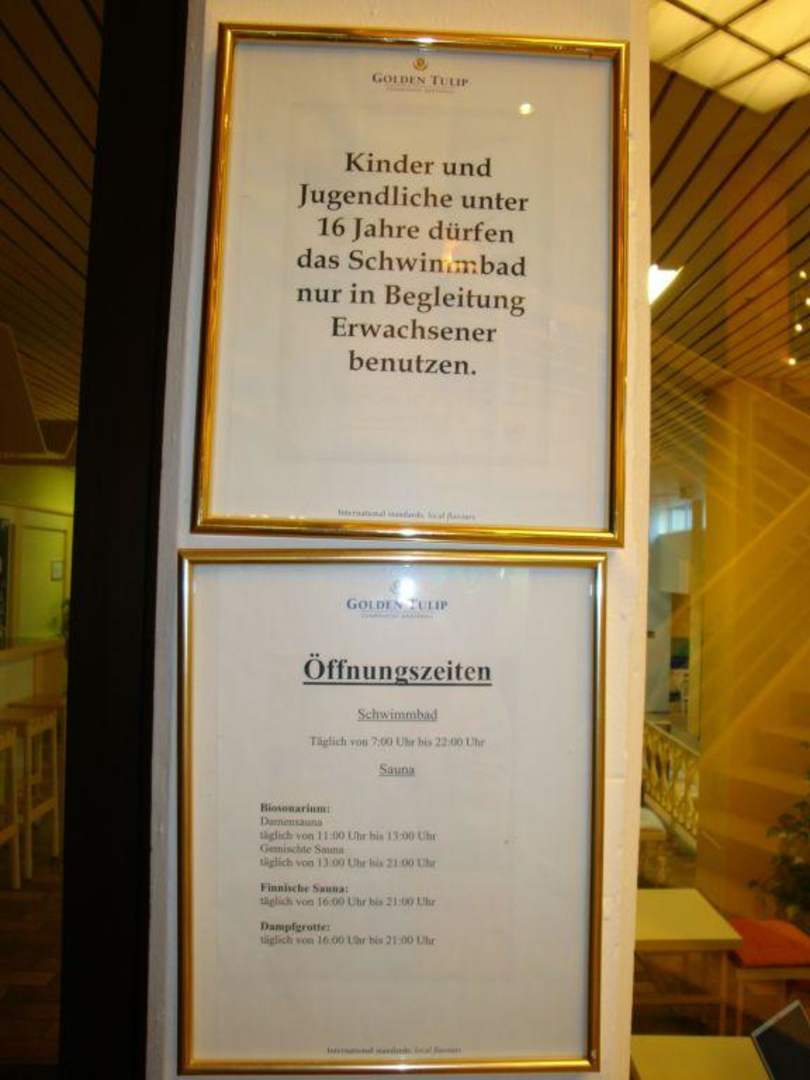 GOLDEN TULIP
Kinder und
Jugendliche unter
16 Jahre dürfen
das Schwimmbad
nur in Begleitung
Erwachsener
benutzen.
International standards, local flavours
GOLDEN TULIP
Öffnungszeiten
Schwimmbad
Täglich von 7:00 Uhr bis 22:00 Uhr
Sauna
Biosonarium:
Damensauna
täglich von 11:00 Uhr bis 13:00 Uhr
Gemischte Sauna
täglich von 13:00 Uhr bis 21:00 Uhr
Finnische Sauna:
täglich von 16:00 Uhr bis 21:00 Uhr
Dampfgrotte:
täglich von 16:00 Uhr bis 21:00 Uhr
International standards, local flavours